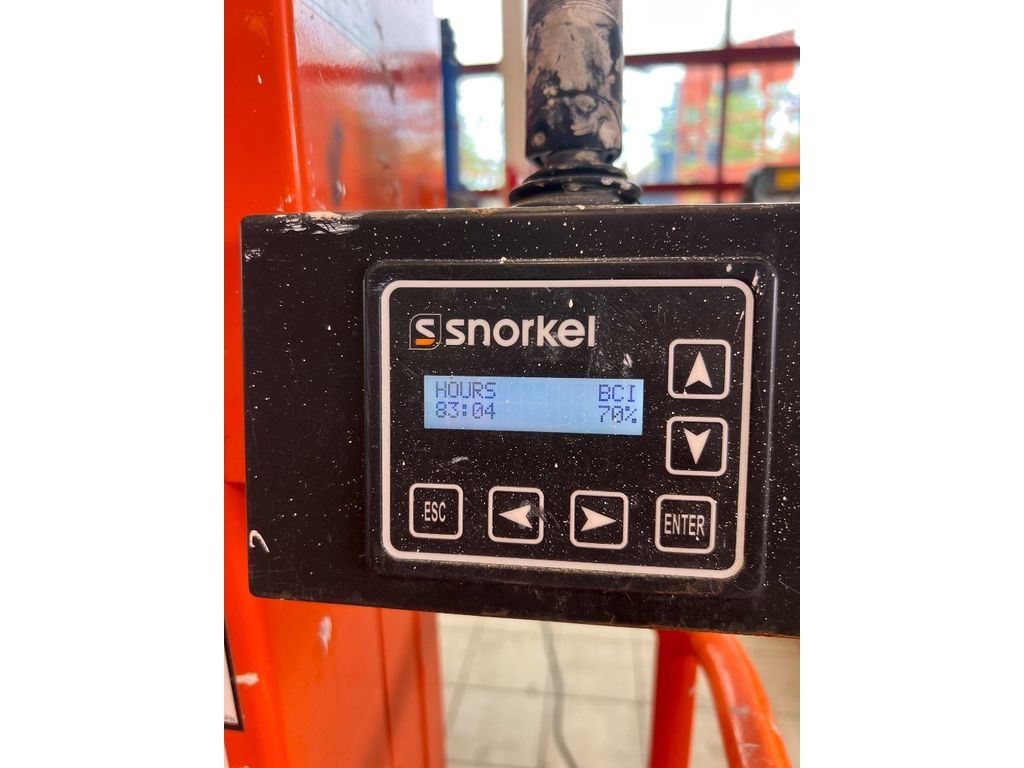 snorkel
HOURS BCI
83:04 70%
ESC ENTER